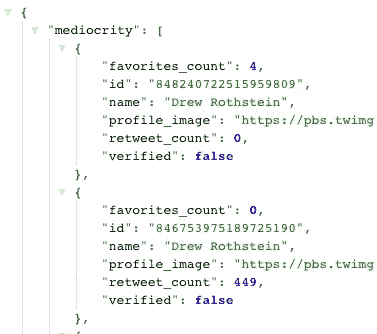 {
"mediocrity": [
{
"favorites_count": 4,
"id": "848240722515959809",
"name": "Drew Rothstein",
"profile_image": "https://pbs.twimg
"retweet_count": 0,
"verified": false
},
{
"favorites_count": 0,
"id": "846753975189725190",
"name": "Drew Rothstein",
"profile_image": "https://pbs.twimg
"retweet_count": 449,
"verified": false
},